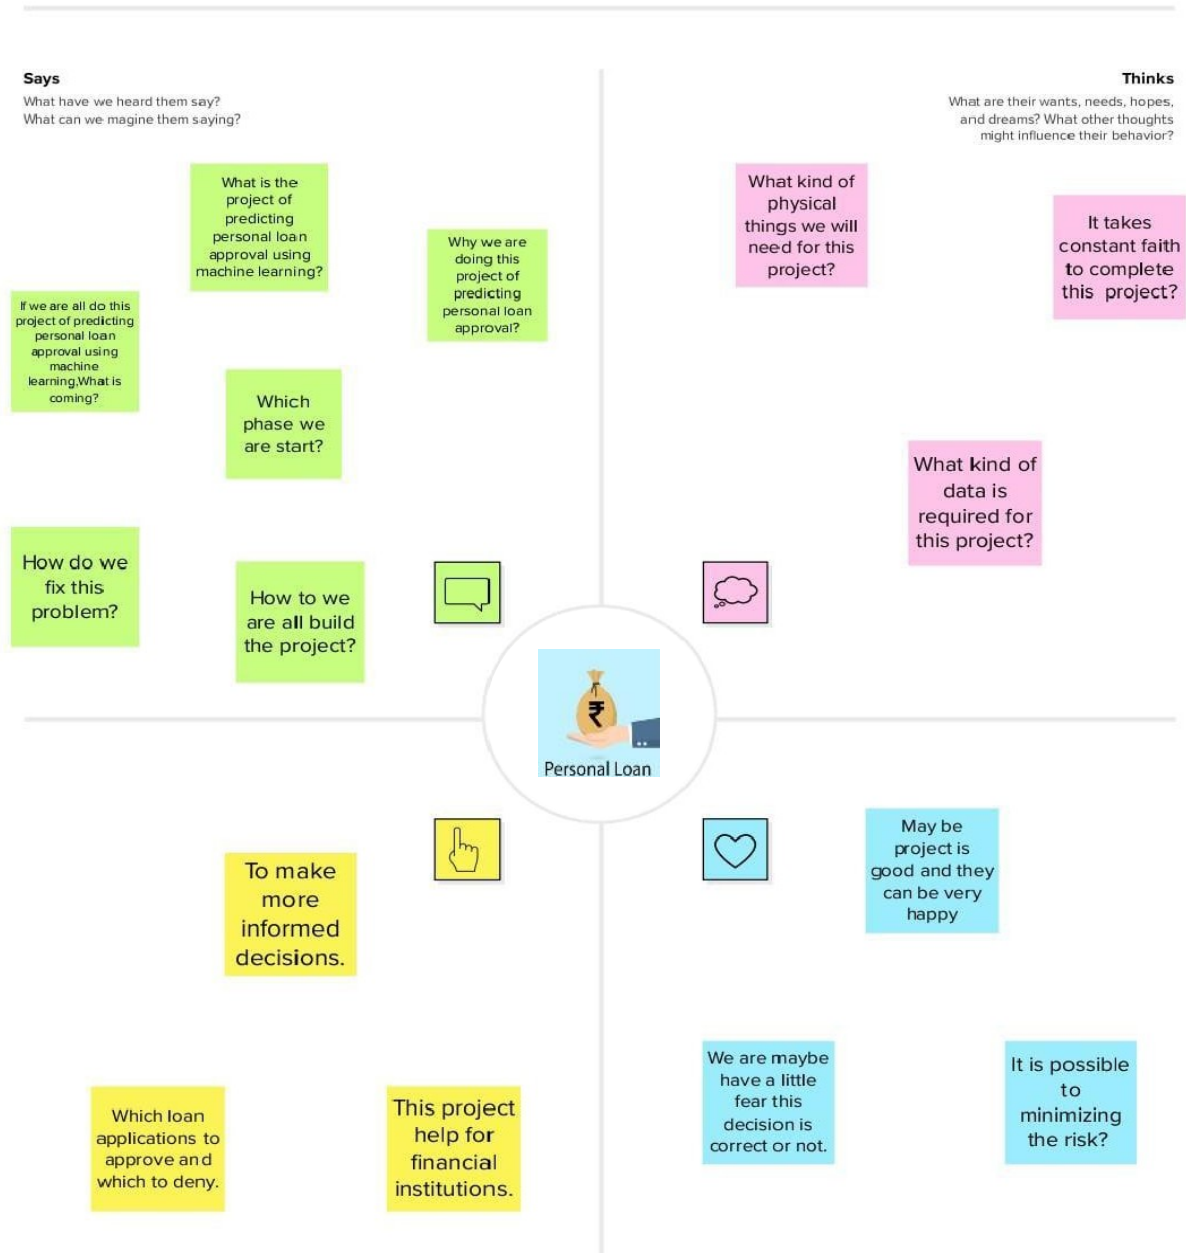 Says
What have we heard them say?
What can we magine them saying?
Thinks
What are their wants, needs, hopes,
and dreams? What other thoughts
might influence their behavior?
What is the
project of
predicting
personal loan
approval using
machine learning?
Why we are
doing this
project of
predicting
personal loan
approval?
If we are all do this
project of predicting
personal loan
approval using
machine
learning,What is
coming?
Which
phase we
are start?
How do we
fix this
problem?
How to we
are all build
the project?
What kind of
physical
things we will
need for this
project?
It takes
constant faith
to complete
this project?
What kind of
data is
required for
this project?
₹
Personal Loan
To make
more
informed
decisions.
Which loan
applications to
approve and
which to deny.
This project
help for
financial
institutions.
May be
project is
good and they
can be very
happy
We are maybe
have a little
fear this
decision is
correct or not.
It is possible
to
minimizing
the risk?